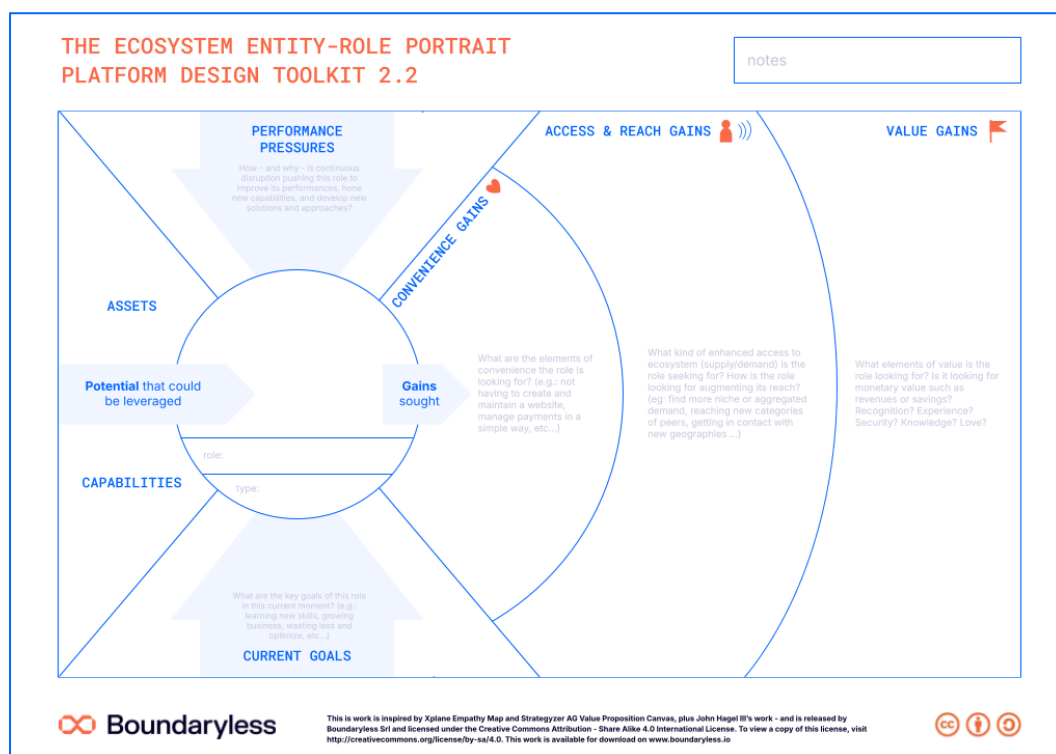 THE ECOSYSTEM ENTITY-ROLE PORTRAIT
PLATFORM DESIGN TOOLKIT 2.2
notes
PERFORMANCE
PRESSURES
How - and why - is continuous
disruption pushing this role to
improve its performances, hone
new capabilities, and develop new
solutions and approaches?
ACCESS & REACH GAINS
VALUE GAINS
CONVENIENCE GAINS
ASSETS
Potential that could
be leveraged
Gains
sought
What are the elements of
convenience the role is
looking for? (e.g.: not
having to create and
maintain a website,
manage payments in a
simple way, etc...)
What kind of enhanced access to
ecosystem (supply/demand) is the
role seeking for? How is the role
looking for augmenting its reach?
(eg: find more niche or aggregated
demand, reaching new categories
of peers, getting in contact with
new geographies ...)
What elements of value is the
role looking for? Is it looking for
monetary value such as
revenues or savings?
Recognition? Experience?
Security? Knowledge? Love?
role:
CAPABILITIES
type:
What are the key goals of this role
in this current moment? (e.g.:
learning new skills, growing
business, wasting less and
optimize, etc...)
CURRENT GOALS
Boundaryless
This is work is inspired by Xplane Empathy Map and Strategyzer AG Value Proposition Canvas, plus John Hagel III's work - and is released by
Boundaryless Srl and licensed under the Creative Commons Attribution - Share Alike 4.0 International License. To view a copy of this license, visit
http://creativecommons.org/license/by-sa/4.0. This work is available for download on www.boundaryless.io
cc